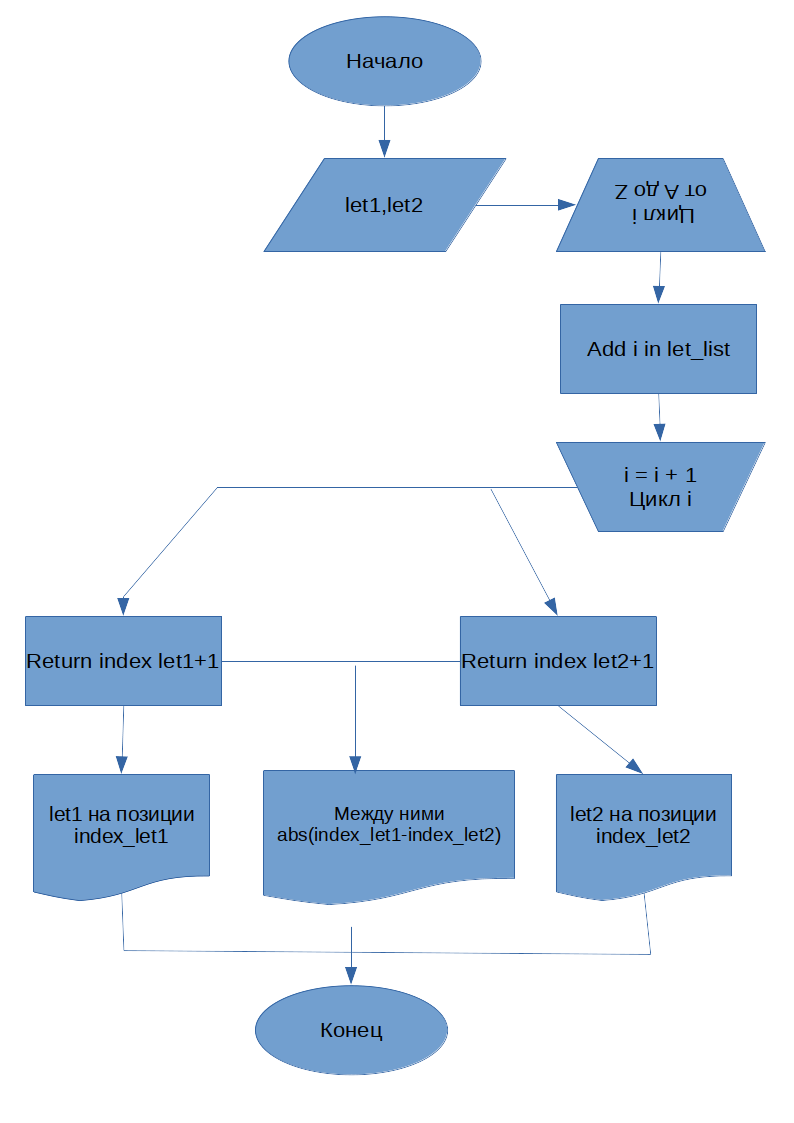 Начало
let1,let2
Цикл i
от A до Z
Add i in let_list
i = i + 1
Цикл i
Return index let1+1
Return index let2+1
let1 на позиции
index_let1
Между ними
abs(index_let1-index_let2)
let2 на позиции
index_let2
Конец